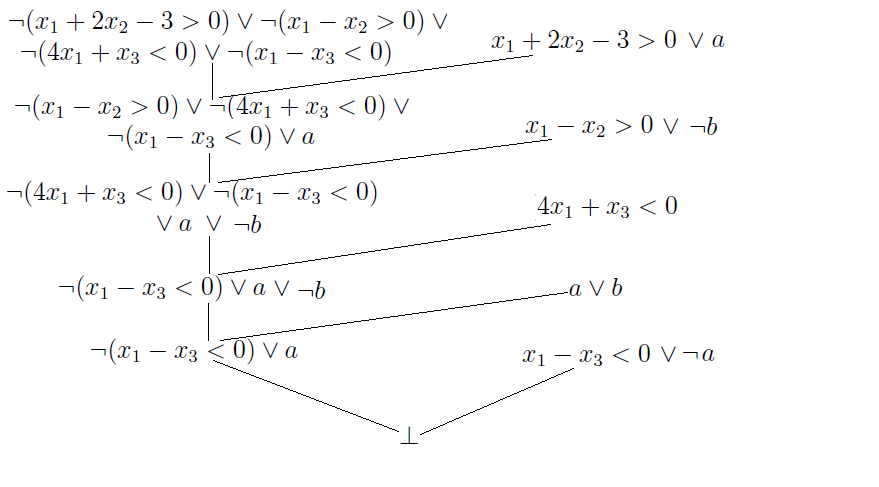 ¬(x₁ + 2x₂ − 3 > 0) ∨ ¬(x₁ − x₂ > 0) ∨
¬(4x₁ + x₃ < 0) ∨ ¬(x₁ − x₃ < 0)
x₁ + 2x₂ − 3 > 0 ∨ a
¬(x₁ − x₂ > 0) ∨ ¬(4x₁ + x₃ < 0) ∨
¬(x₁ − x₃ < 0) ∨ a
x₁ − x₂ > 0 ∨ ¬b
¬(4x₁ + x₃ < 0) ∨ ¬(x₁ − x₃ < 0)
∨ a ∨ ¬b
4x₁ + x₃ < 0
¬(x₁ − x₃ < 0) ∨ a ∨ ¬b
a ∨ b
¬(x₁ − x₃ < 0) ∨ a
x₁ − x₃ < 0 ∨ ¬a
⊥